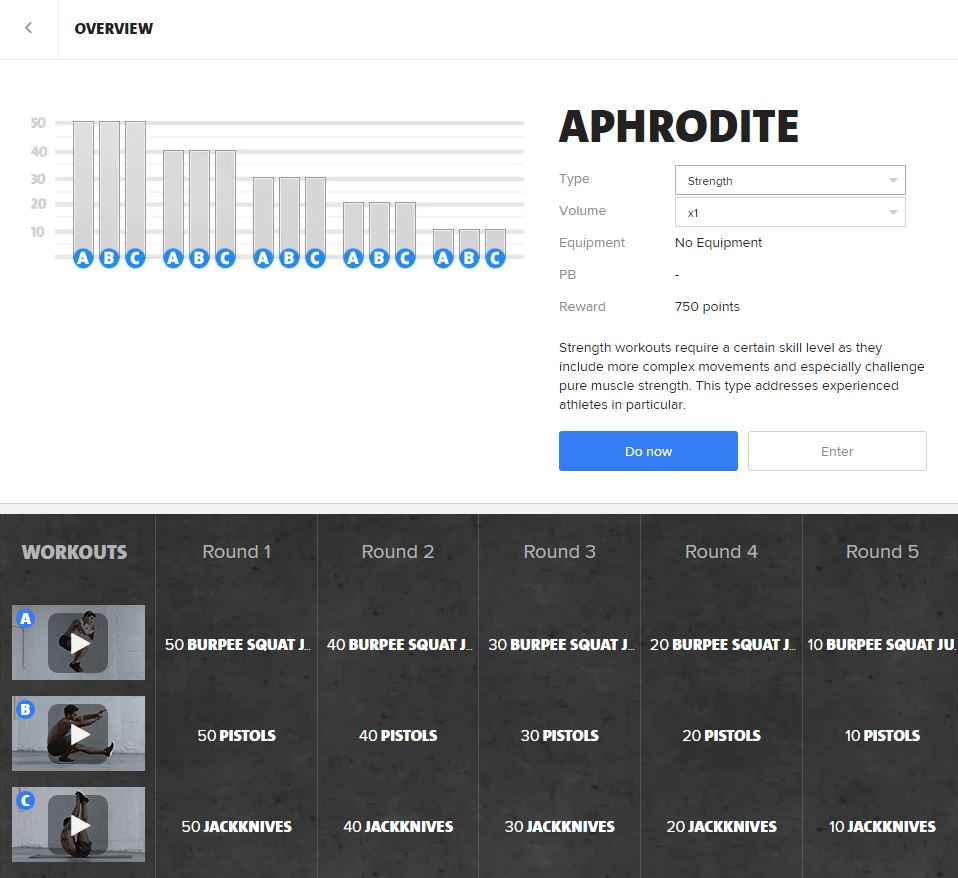 OVERVIEW
50
40
30
20
10
A B C A B C A B C A B C A B C
APHRODITE
Type Strength
Volume x1
Equipment No Equipment
PB -
Reward 750 points
Strength workouts require a certain skill level as they
include more complex movements and especially challenge
pure muscle strength. This type addresses experienced
athletes in particular.
Do now Enter
WORKOUTS Round 1 Round 2 Round 3 Round 4 Round 5
A
50 BURPEE SQUAT J... 40 BURPEE SQUAT J... 30 BURPEE SQUAT J... 20 BURPEE SQUAT J... 10 BURPEE SQUAT JU
B
50 PISTOLS 40 PISTOLS 30 PISTOLS 20 PISTOLS 10 PISTOLS
C
50 JACKKNIVES 40 JACKKNIVES 30 JACKKNIVES 20 JACKKNIVES 10 JACKKNIVES